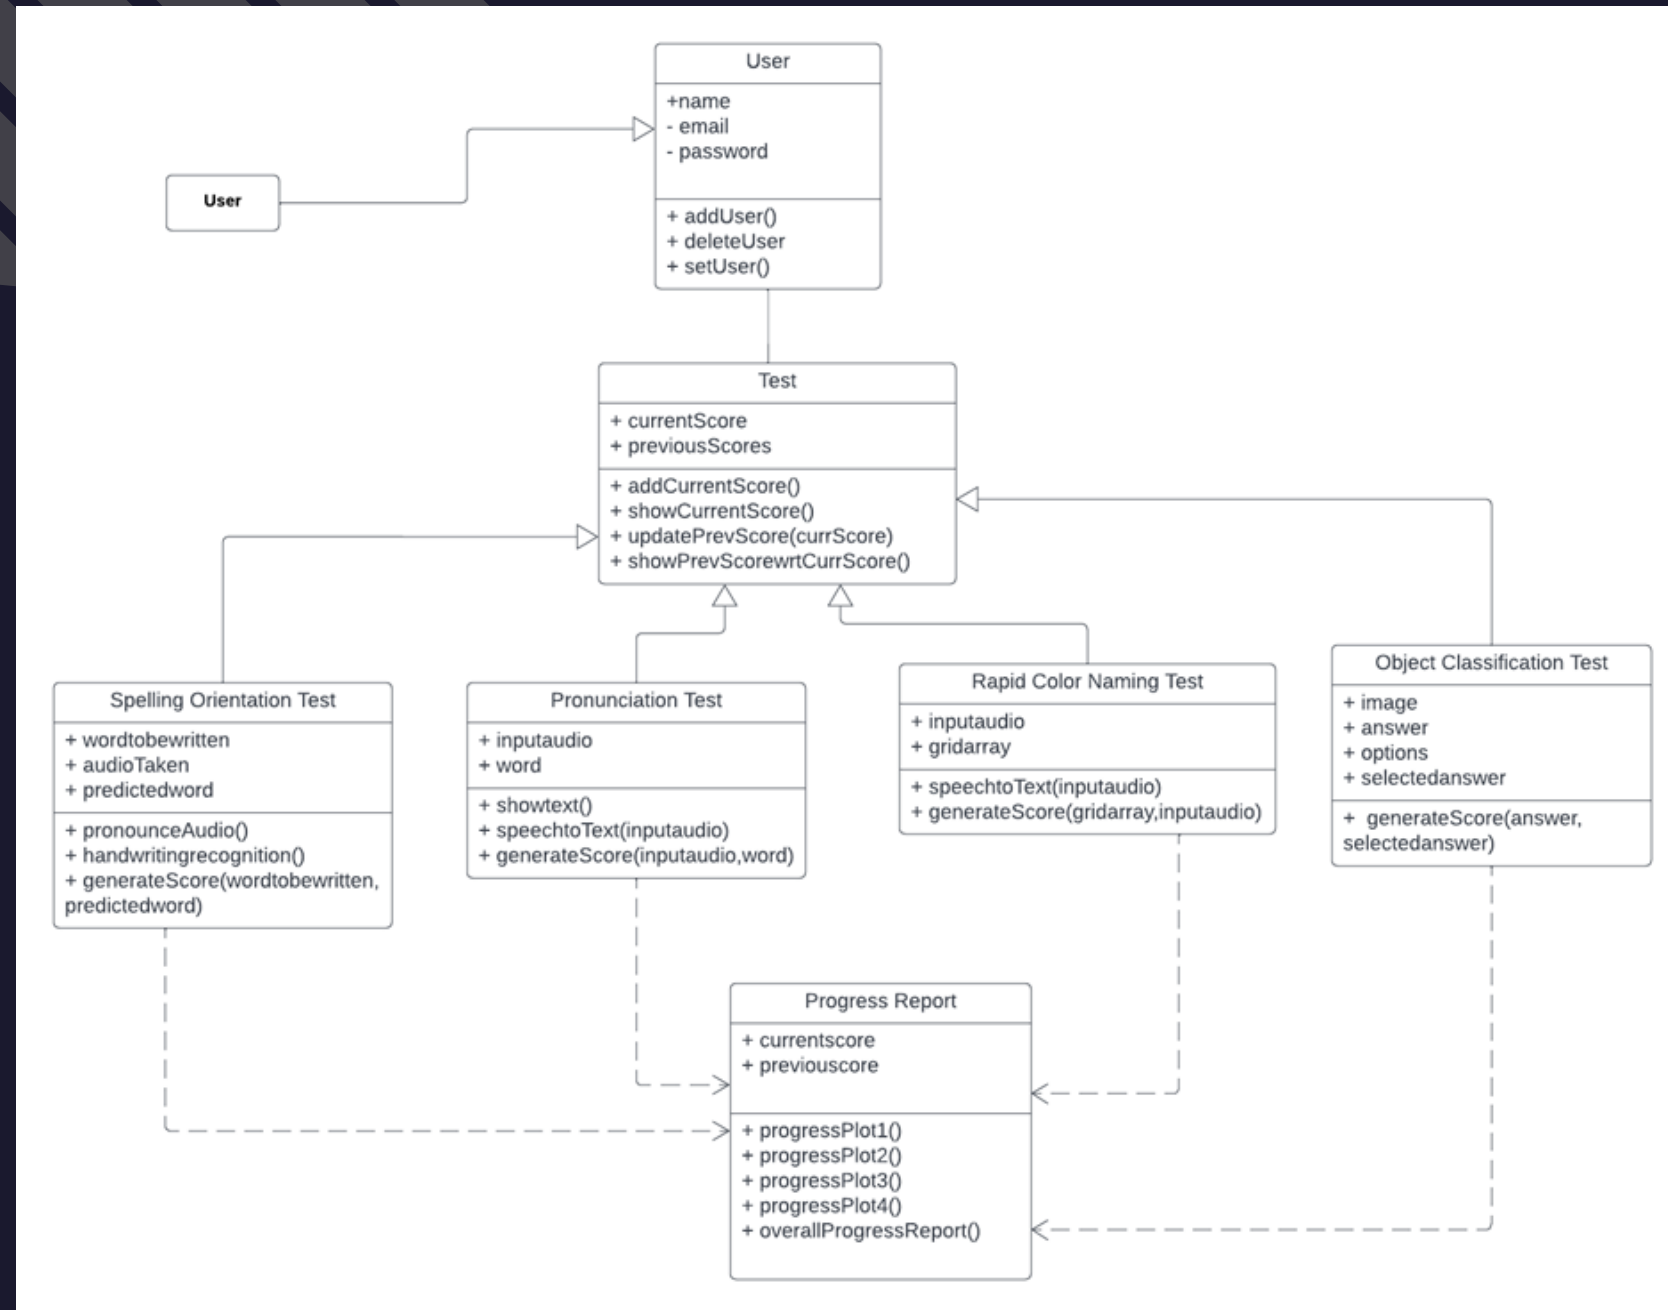 User
+name
- email
- password
+ addUser()
+ deleteUser
+ setUser()
User
Test
+ currentScore
+ previousScores
+ addCurrentScore()
+ showCurrentScore()
+ updatePrevScore(currScore)
+ showPrevScorewrtCurrScore()
Spelling Orientation Test
+ wordtobewritten
+ audioTaken
+ predictedword
+ pronounceAudio()
+ handwritingrecognition()
+ generateScore(wordtobewritten,
predictedword)
Pronunciation Test
+ inputaudio
+ word
+ showtext()
+ speechtoText(inputaudio)
+ generateScore(inputaudio,word)
Rapid Color Naming Test
+ inputaudio
+ gridarray
+ speechtoText(inputaudio)
+ generateScore(gridarray,inputaudio)
Object Classification Test
+ image
+ answer
+ options
+ selectedanswer
+ generateScore(answer,
selectedanswer)
Progress Report
+ currentscore
+ previouscore
+ progressPlot1()
+ progressPlot2()
+ progressPlot3()
+ progressPlot4()
+ overallProgressReport()